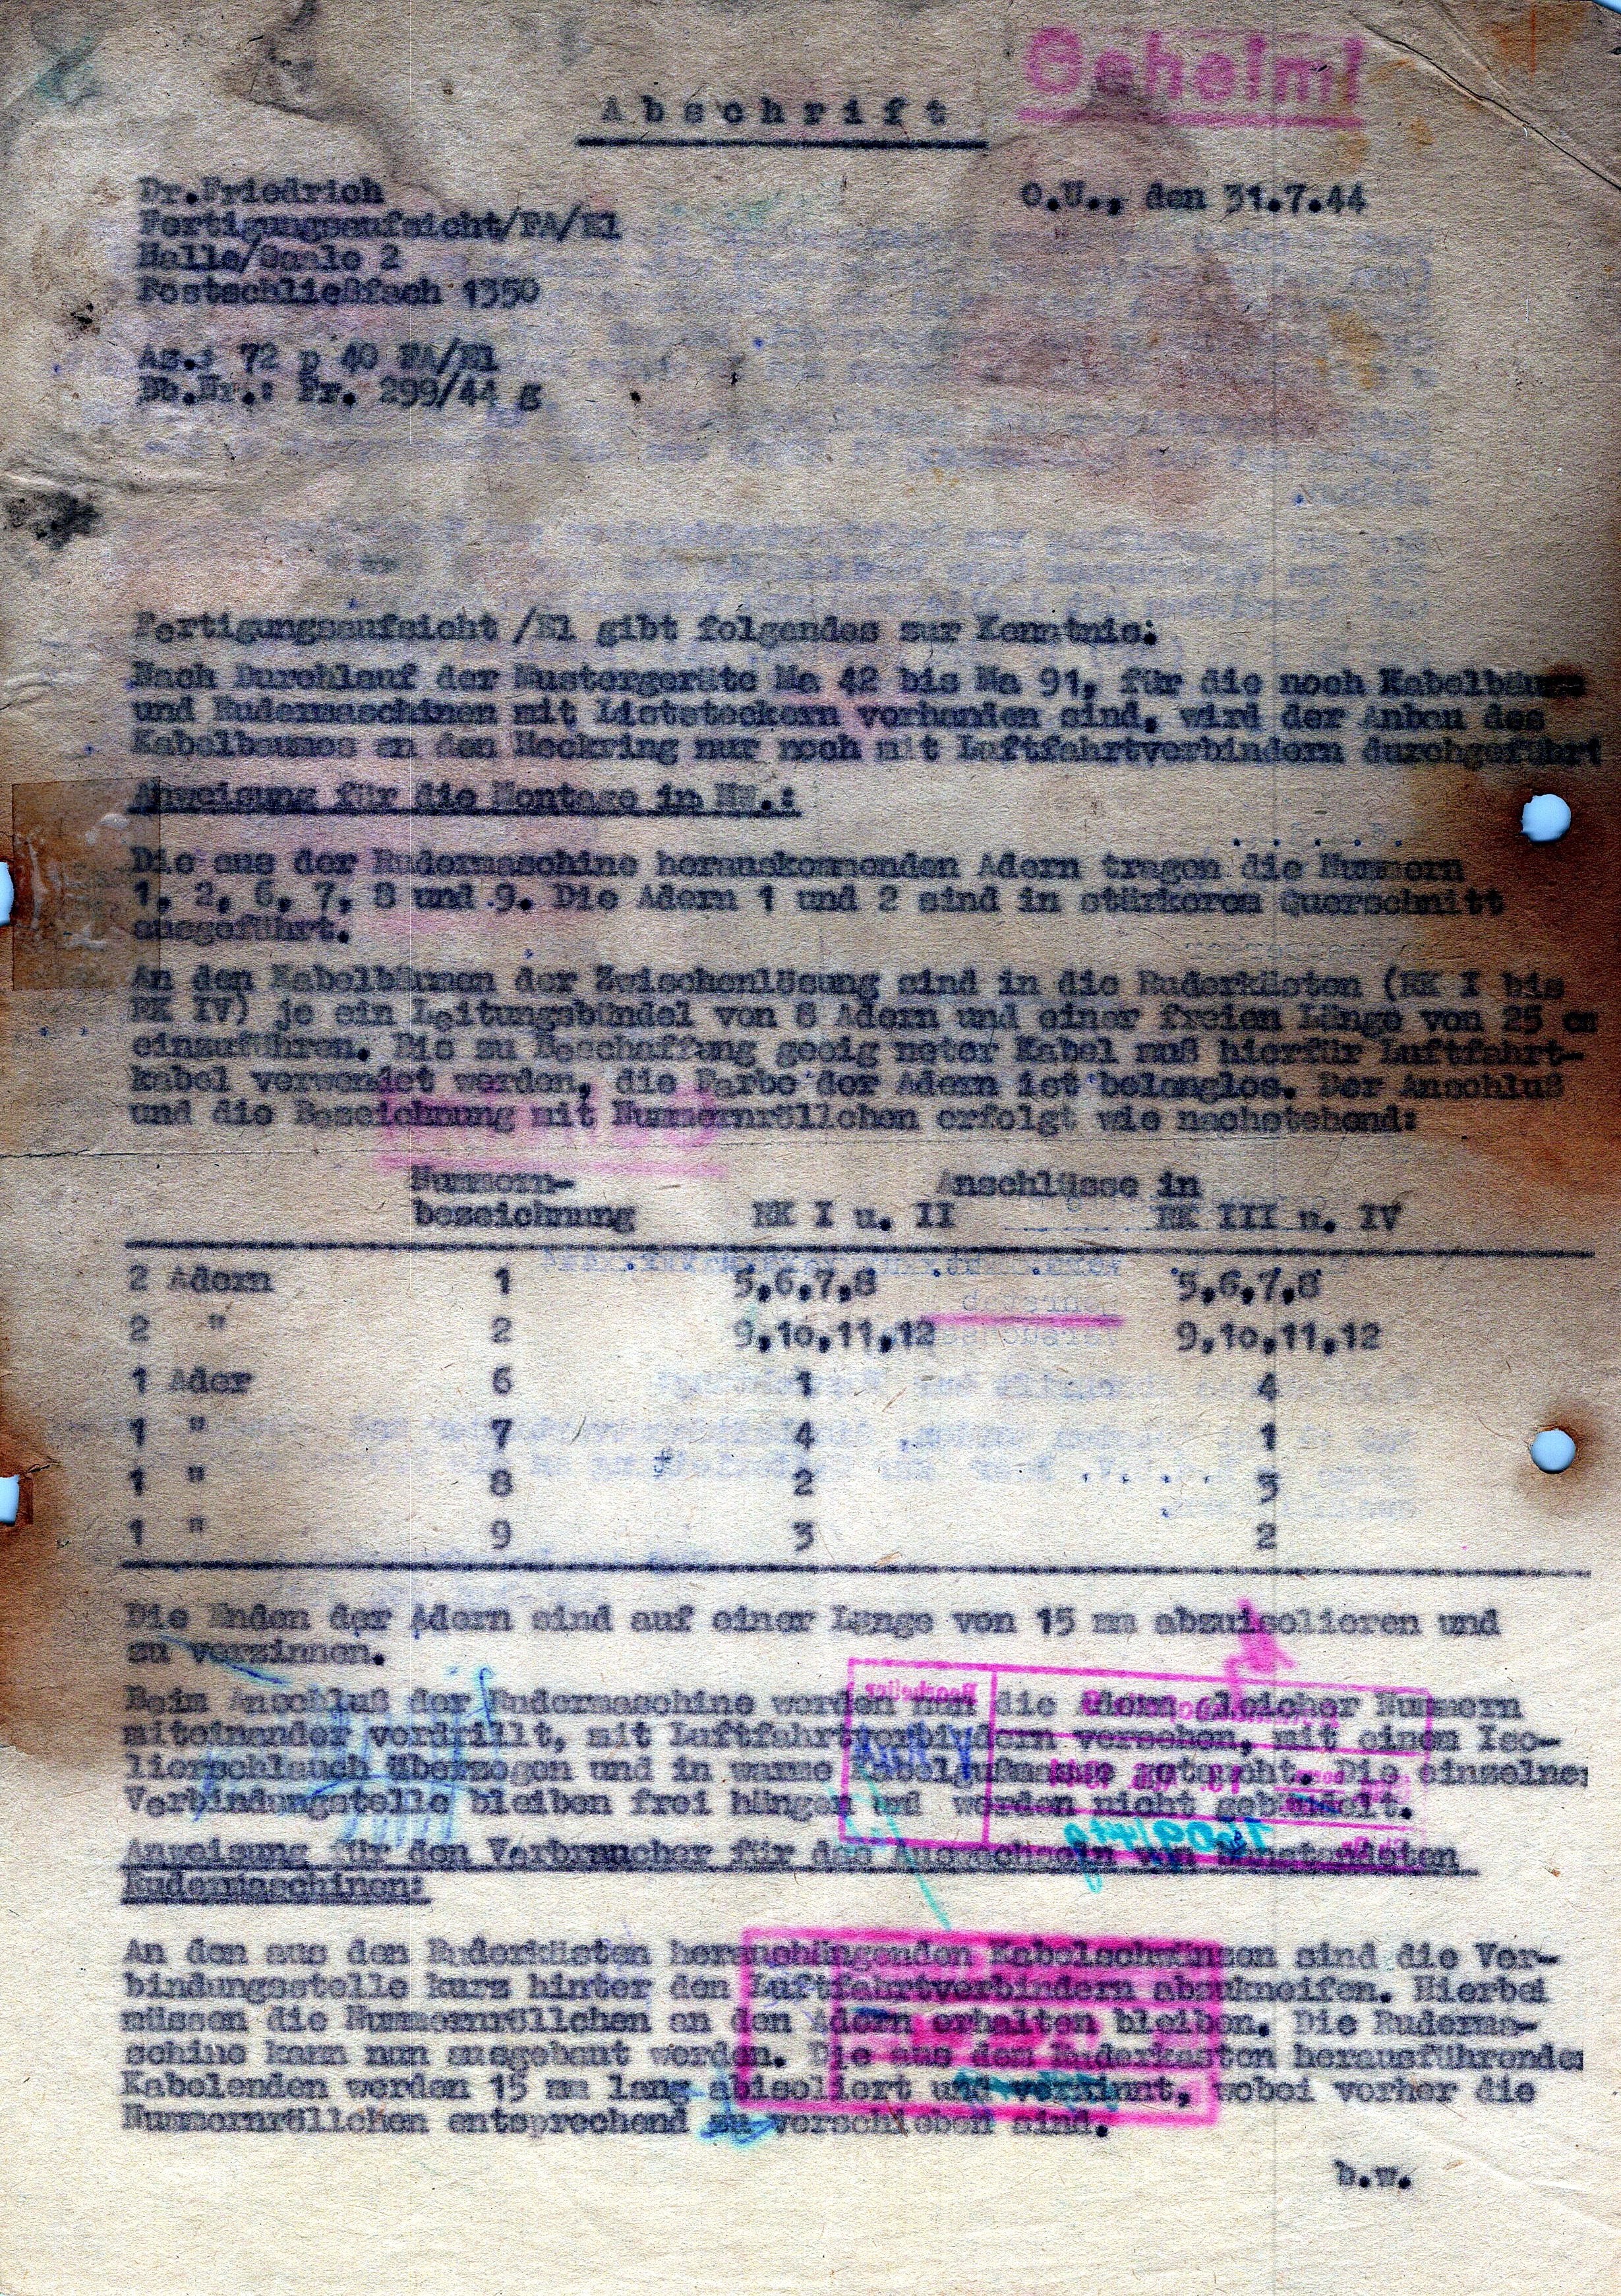 Geheim!
Abschrift
Dr.Friedrich
O.U., den 31.7.44
Fertigungsaufsicht/FA/El
Halle/Saale 2
Postschließfach 1350
Az.: 72 p 40 FA/El
Bb.Nr.: Fr. 299/44 g
Fertigungsaufsicht /El gibt folgendes zur Kenntnis:
Nach Durchlauf der Mustergeräte Ma 42 bis Ma 91, für die noch Kabelbäume
und Rudermaschinen mit Liststeckern vorhanden sind, wird der Anbau des
Kabelbaumes an den Heckring nur noch mit Luftfahrtverbindern durchgeführt
Anweisung für die Montage in MW.:
Die aus der Rudermaschine herauskommenden Adern tragen die Nummern
1, 2, 6, 7, 8 und 9. Die Adern 1 und 2 sind in stärkerem Querschnitt
ausgeführt.
An den Kabelbäumen der Zwischenlösung sind in die Ruderkästen (RK I bis
RK IV) je ein Leitungsbündel von 8 Adern und einer freien Länge von 25 cm
einzuführen. Bis zu Beschaffung geeig neter Kabel muß hierfür Luftfahrt-
kabel verwendet werden, die Farbe der Adern ist belanglos. Der Anschluß
und die Bezeichnung mit Nummernröllchen erfolgt wie nachstehend:
Nummern- Anschlüsse in
bezeichnung RK I u. II RK III u. IV
2 Adern 1 5,6,7,8 5,6,7,8
2 " 2 9,10,11,12 9,10,11,12
1 Ader 6 1 4
1 " 7 4 1
1 " 8 2 3
1 " 9 3 2
Die Enden der Adern sind auf einer Länge von 15 mm abzuisolieren und
zu verzinnen.
Beim Anschluß der Rudermaschine werden nun die Adern gleicher Nummern
miteinander verdrillt, mit Luftfahrtverbindern versehen, mit einem Iso-
lierschlauch überzogen und in warme Kabelgußmasse getaucht. Die einzelnen
Verbindungstelle bleiben frei hängen und werden nicht gebündelt.
Anweisung für den Verbraucher für das Auswechseln von beanstandeten
Rudermaschinen:
An den aus den Ruderkästen heraushängenden Kabelschwänzen sind die Ver-
bindungsstelle kurz hinter den Luftfahrtverbindern abzukneifen. Hierbei
müssen die Nummernröllchen an den Adern erhalten bleiben. Die Ruderma-
schine kann nun ausgebaut werden. Die aus dem Ruderkasten herausführenden
Kabelenden werden 15 mm lang abisoliert und verzinnt, wobei vorher die
Nummernröllchen entsprechend zu verschieben sind.
b.w.